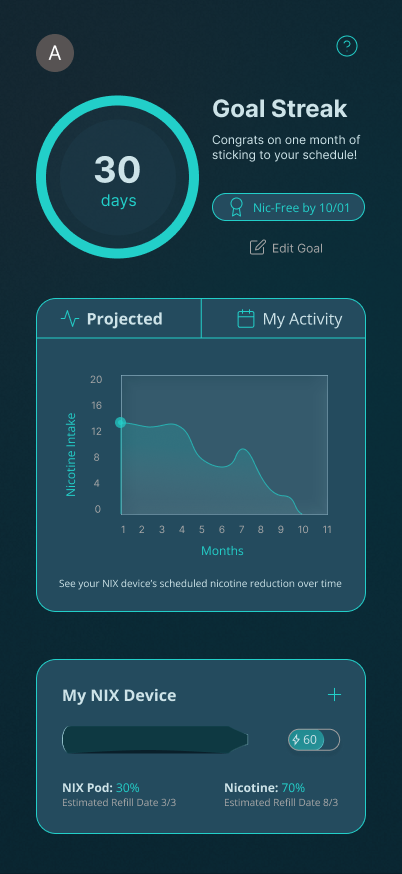 A
?
Goal Streak
Congrats on one month of
sticking to your schedule!
30
days
Nic-Free by 10/01
Edit Goal
Projected
My Activity
Nicotine Intake
20
16
12
8
4
0
1 2 3 4 5 6 7 8 9 10 11
Months
See your NIX device's scheduled nicotine reduction over time
My NIX Device
60
NIX Pod: 30%
Estimated Refill Date 3/3
Nicotine: 70%
Estimated Refill Date 8/3